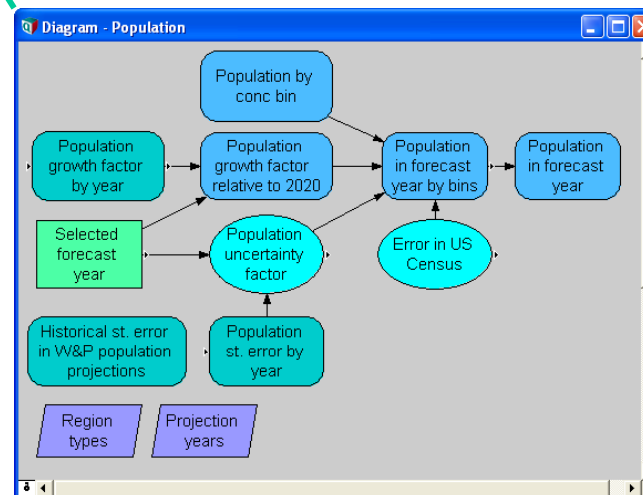 Diagram - Population
Population by
conc bin
Population
growth factor
by year
Population
growth factor
relative to 2020
Population
in forecast
year by bins
Population
in forecast
year
Selected
forecast
year
Population
uncertainty
factor
Error in US
Census
Historical st. error
in W&P population
projections
Population
st. error by
year
Region
types
Projection
years